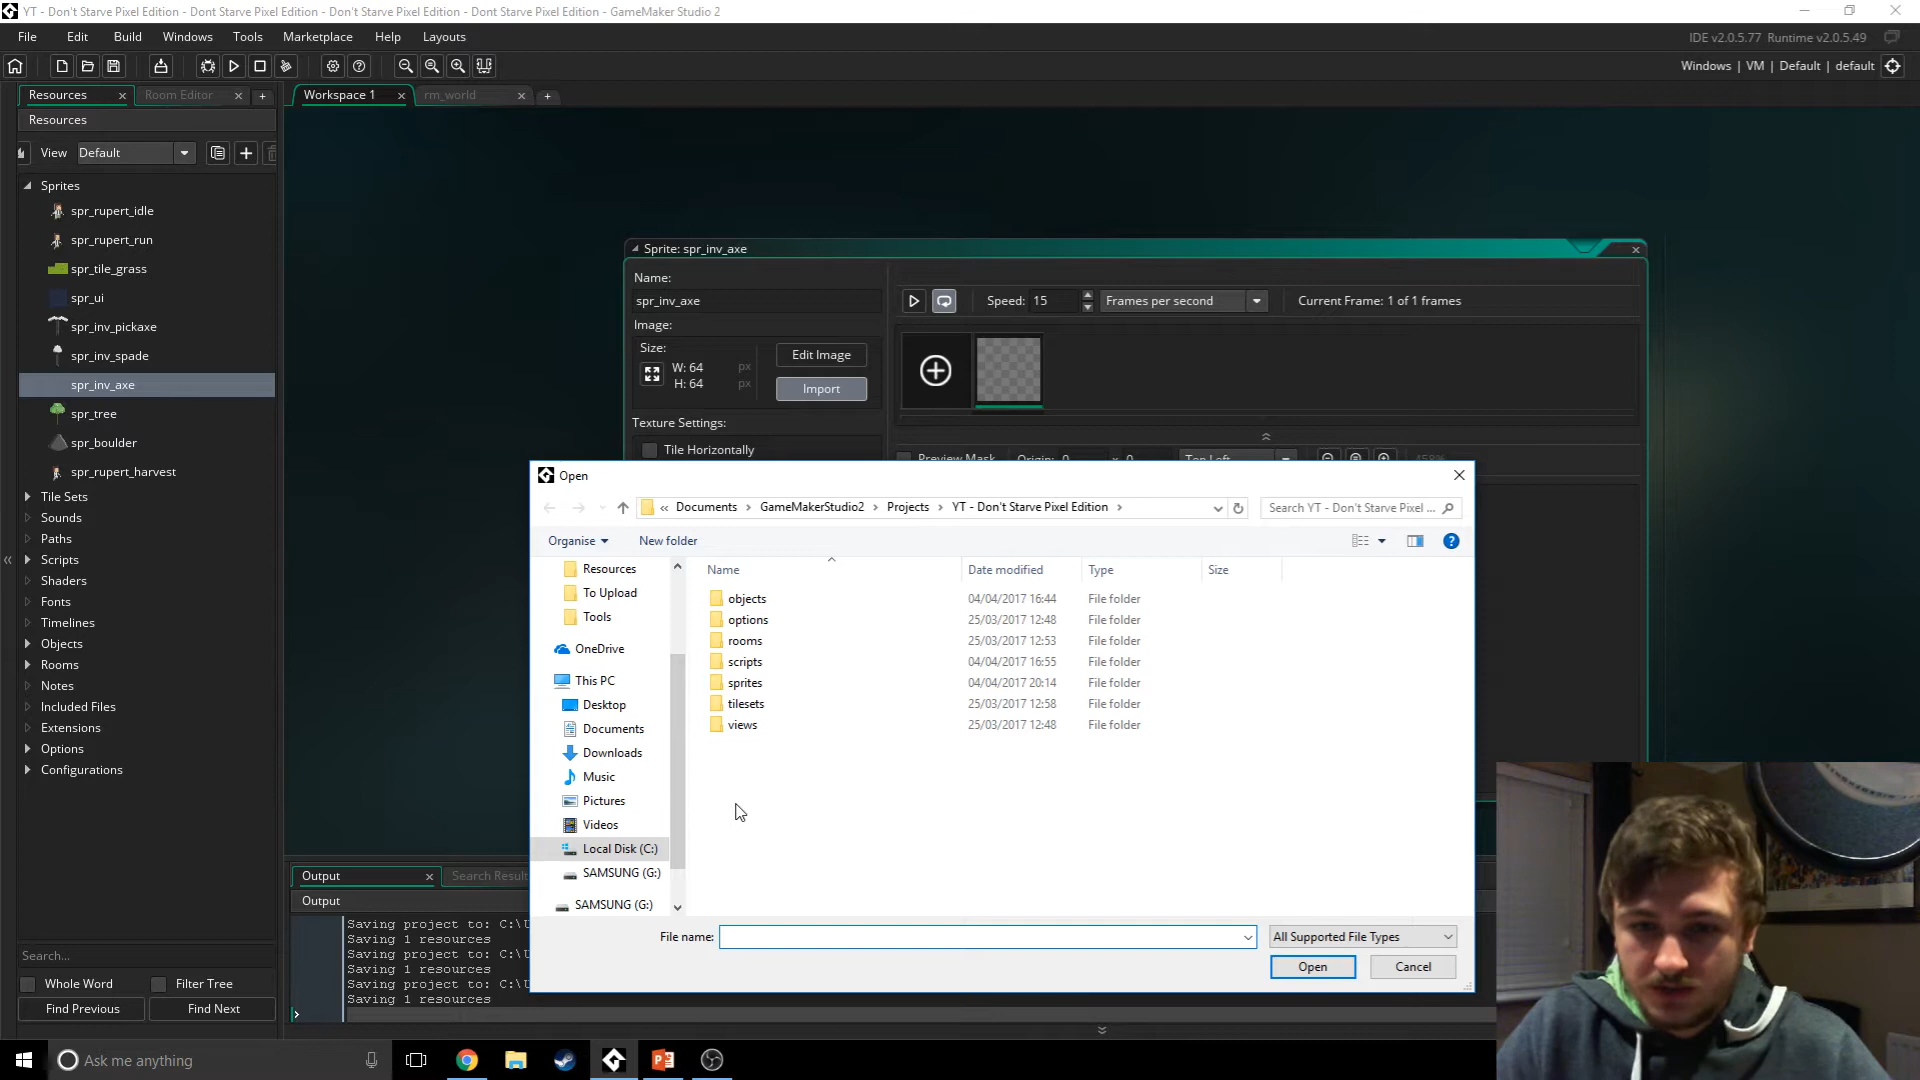 YT - Don't Starve Pixel Edition - Dont Starve Pixel Edition - Don't Starve Pixel Edition - Dont Starve Pixel Edition - GameMaker Studio 2
File Edit Build Windows Tools Marketplace Help Layouts
IDE v2.0.5.77 Runtime v2.0.5.49
Windows | VM | Default | default
Resources
Room Editor
Workspace 1
rm_world
Resources
View Default
Sprites
spr_rupert_idle
spr_rupert_run
spr_tile_grass
spr_ui
spr_inv_pickaxe
spr_inv_spade
spr_inv_axe
spr_tree
spr_boulder
spr_rupert_harvest
Tile Sets
Sounds
Paths
Scripts
Shaders
Fonts
Timelines
Objects
Rooms
Notes
Included Files
Extensions
Options
Configurations
Search...
Whole Word
Filter Tree
Find Previous
Find Next
Sprite: spr_inv_axe
Name:
spr_inv_axe
Image:
Size:
W: 64 px
H: 64 px
Edit Image
Import
Texture Settings:
Tile Horizontally
Speed: 15
Frames per second
Current Frame: 1 of 1 frames
Preview Mask
Origin: 0 x 0
Top Left
458%
Open
« Documents > GameMakerStudio2 > Projects > YT - Don't Starve Pixel Edition >
Search YT - Don't Starve Pixel ...
Organise
New folder
Resources
To Upload
Tools
OneDrive
This PC
Desktop
Documents
Downloads
Music
Pictures
Videos
Local Disk (C:)
SAMSUNG (G:)
SAMSUNG (G:)
Name Date modified Type Size
objects 04/04/2017 16:44 File folder
options 25/03/2017 12:48 File folder
rooms 25/03/2017 12:53 File folder
scripts 04/04/2017 16:55 File folder
sprites 04/04/2017 20:14 File folder
tilesets 25/03/2017 12:58 File folder
views 25/03/2017 12:48 File folder
File name:
All Supported File Types
Open
Cancel
Output
Search Result
Output
Saving project to: C:\U
Saving 1 resources
Saving project to: C:\U
Saving 1 resources
Saving project to: C:\U
Saving 1 resources
Ask me anything